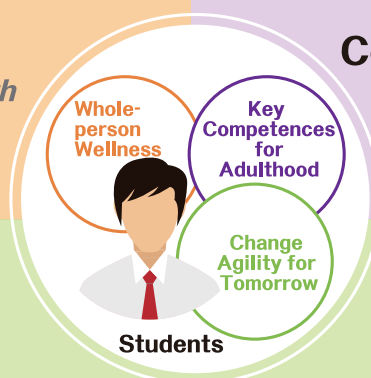 Whole-
person
Wellness
Key
Competences
for
Adulthood
Change
Agility for
Tomorrow
Students